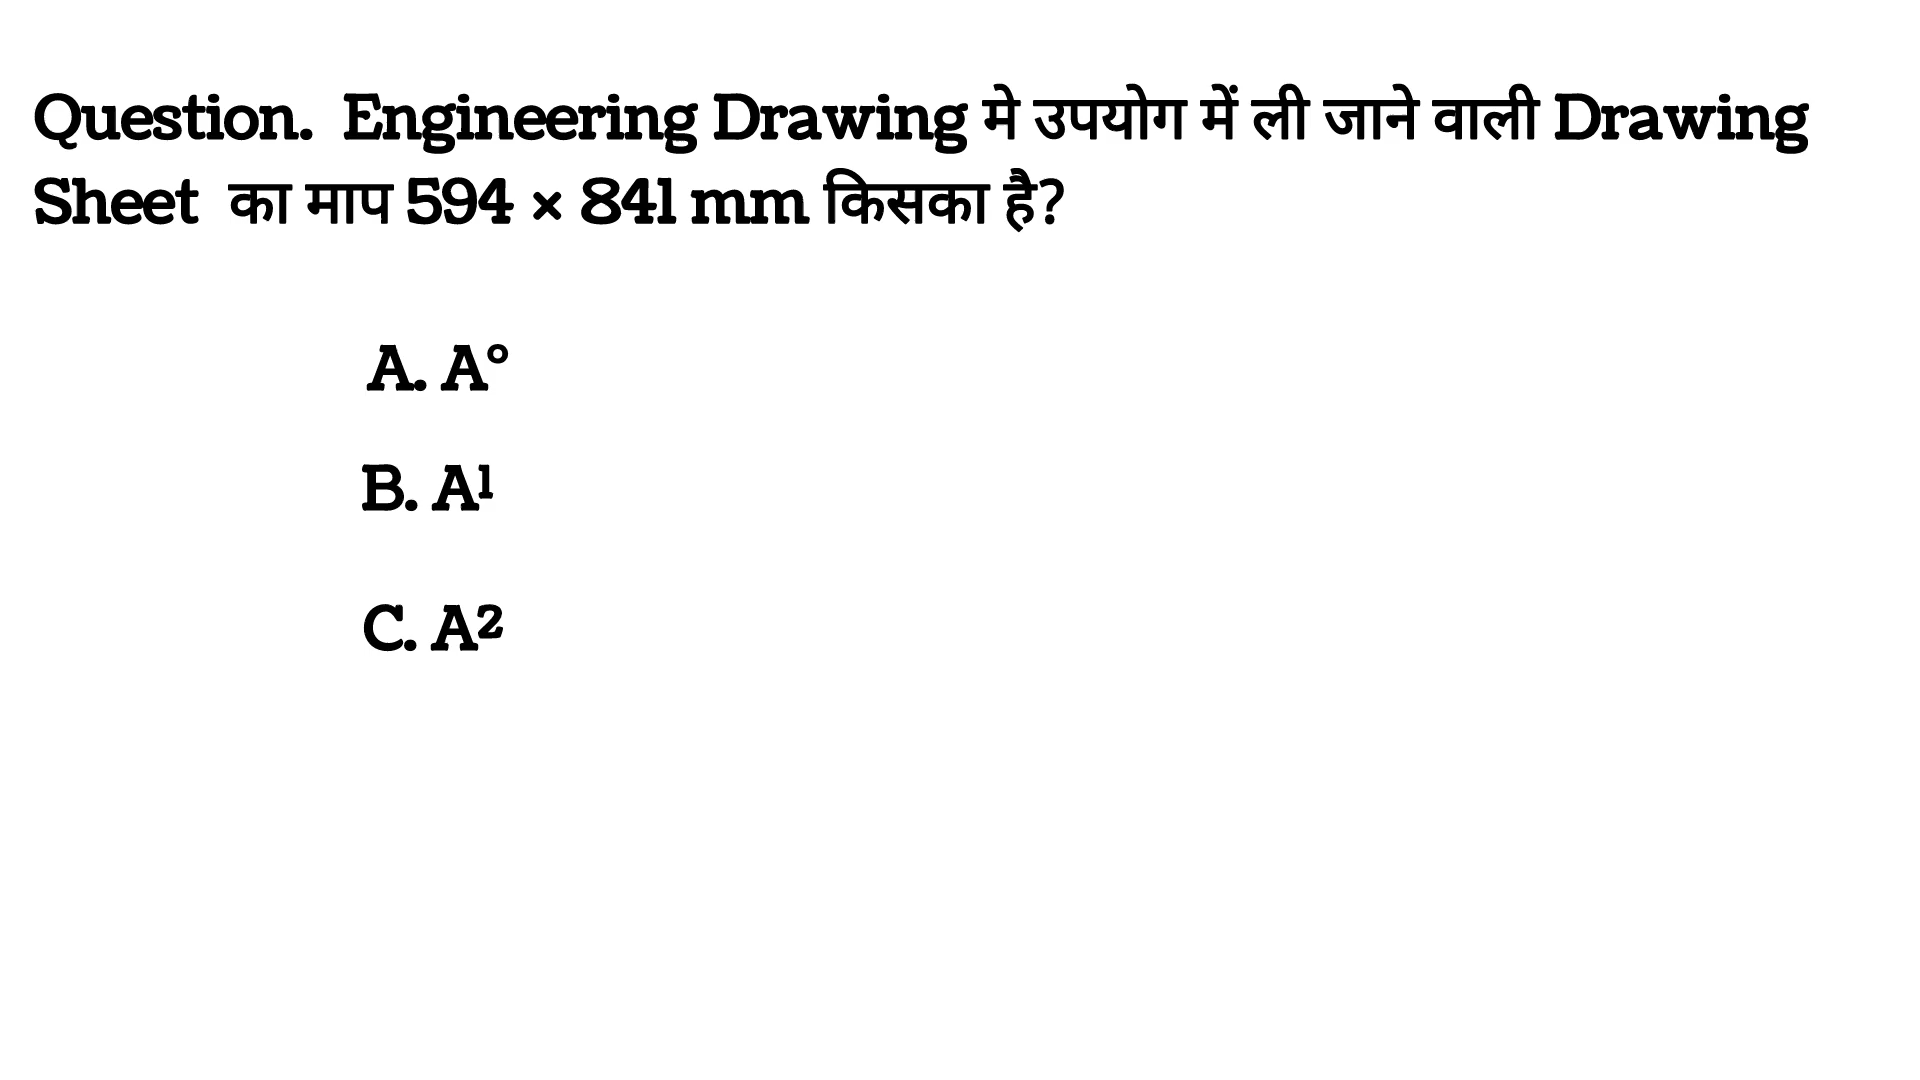 Question. Engineering Drawing मे उपयोग में ली जाने वाली Drawing
Sheet का माप 594 × 841 mm किसका है?
A. A°
B. A¹
C. A²